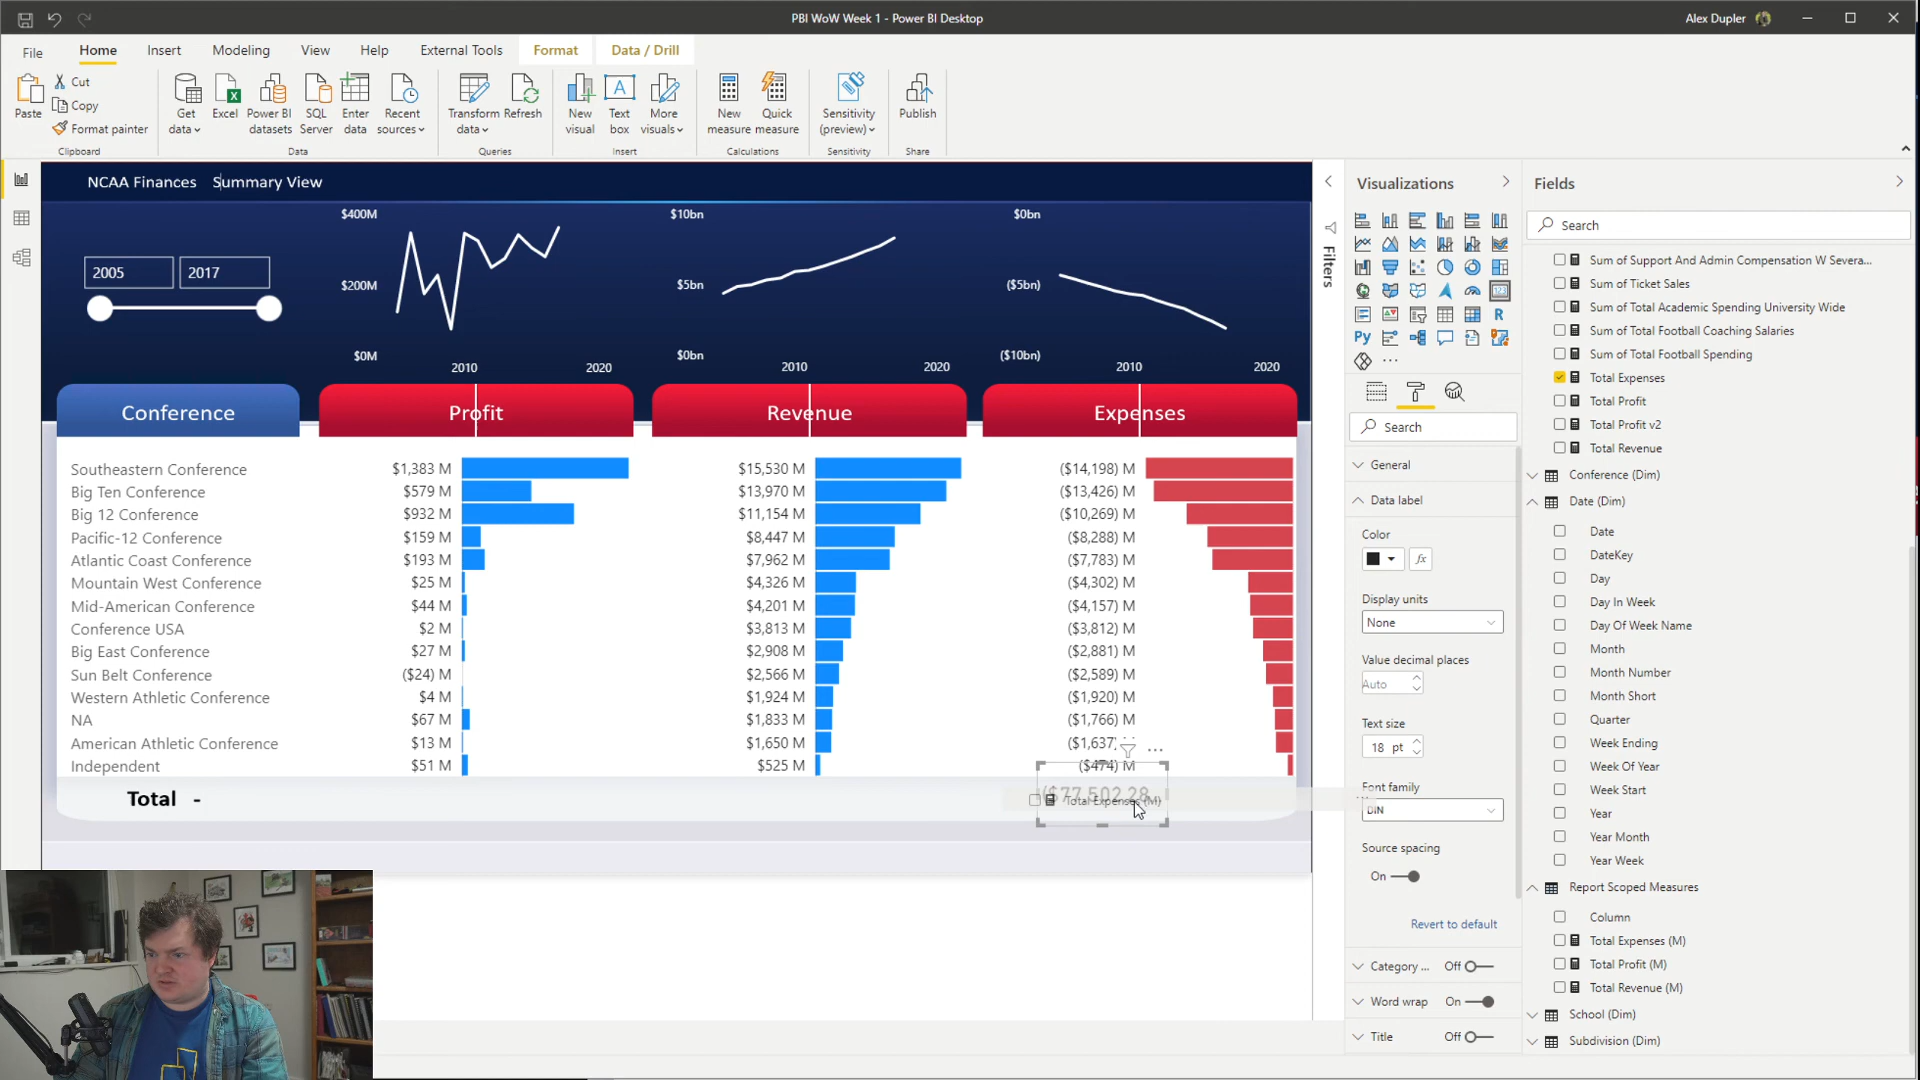 PBI WoW Week 1 - Power BI Desktop
Alex Dupler
File
Home
Insert
Modeling
View
Help
External Tools
Format
Data / Drill
Paste
Cut
Copy
Format painter
Clipboard
Get data
Excel
Power BI datasets
SQL Server
Enter data
Recent sources
Data
Transform data
Refresh
Queries
New visual
Text box
More visuals
Insert
New measure
Quick measure
Calculations
Sensitivity (preview)
Sensitivity
Publish
Share
NCAA Finances Summary View
2005
2017
$400M
$200M
$0M
2010
2020
$10bn
$5bn
$0bn
2010
2020
$0bn
($5bn)
($10bn)
2010
2020
Conference
Profit
Revenue
Expenses
Southeastern Conference $1,383 M $15,530 M ($14,198) M
Big Ten Conference $579 M $13,970 M ($13,426) M
Big 12 Conference $932 M $11,154 M ($10,269) M
Pacific-12 Conference $159 M $8,447 M ($8,288) M
Atlantic Coast Conference $193 M $7,962 M ($7,783) M
Mountain West Conference $25 M $4,326 M ($4,302) M
Mid-American Conference $44 M $4,201 M ($4,157) M
Conference USA $2 M $3,813 M ($3,812) M
Big East Conference $27 M $2,908 M ($2,881) M
Sun Belt Conference ($24) M $2,566 M ($2,589) M
Western Athletic Conference $4 M $1,924 M ($1,920) M
NA $67 M $1,833 M ($1,766) M
American Athletic Conference $13 M $1,650 M ($1,637)
Independent $51 M $525 M ($474) M
Total -
($77,502.28
Total Expenses (M)
Filters
Visualizations
R
Py
123
Search
General
Data label
Color
fx
Display units
None
Value decimal places
Auto
Text size
18 pt
Font family
DIN
Source spacing
On
Revert to default
Category ... Off
Word wrap On
Title Off
Fields
Search
Sum of Support And Admin Compensation W Severa...
Sum of Ticket Sales
Sum of Total Academic Spending University Wide
Sum of Total Football Coaching Salaries
Sum of Total Football Spending
Total Expenses
Total Profit
Total Profit v2
Total Revenue
Conference (Dim)
Date (Dim)
Date
DateKey
Day
Day In Week
Day Of Week Name
Month
Month Number
Month Short
Quarter
Week Ending
Week Of Year
Week Start
Year
Year Month
Year Week
Report Scoped Measures
Column
Total Expenses (M)
Total Profit (M)
Total Revenue (M)
School (Dim)
Subdivision (Dim)